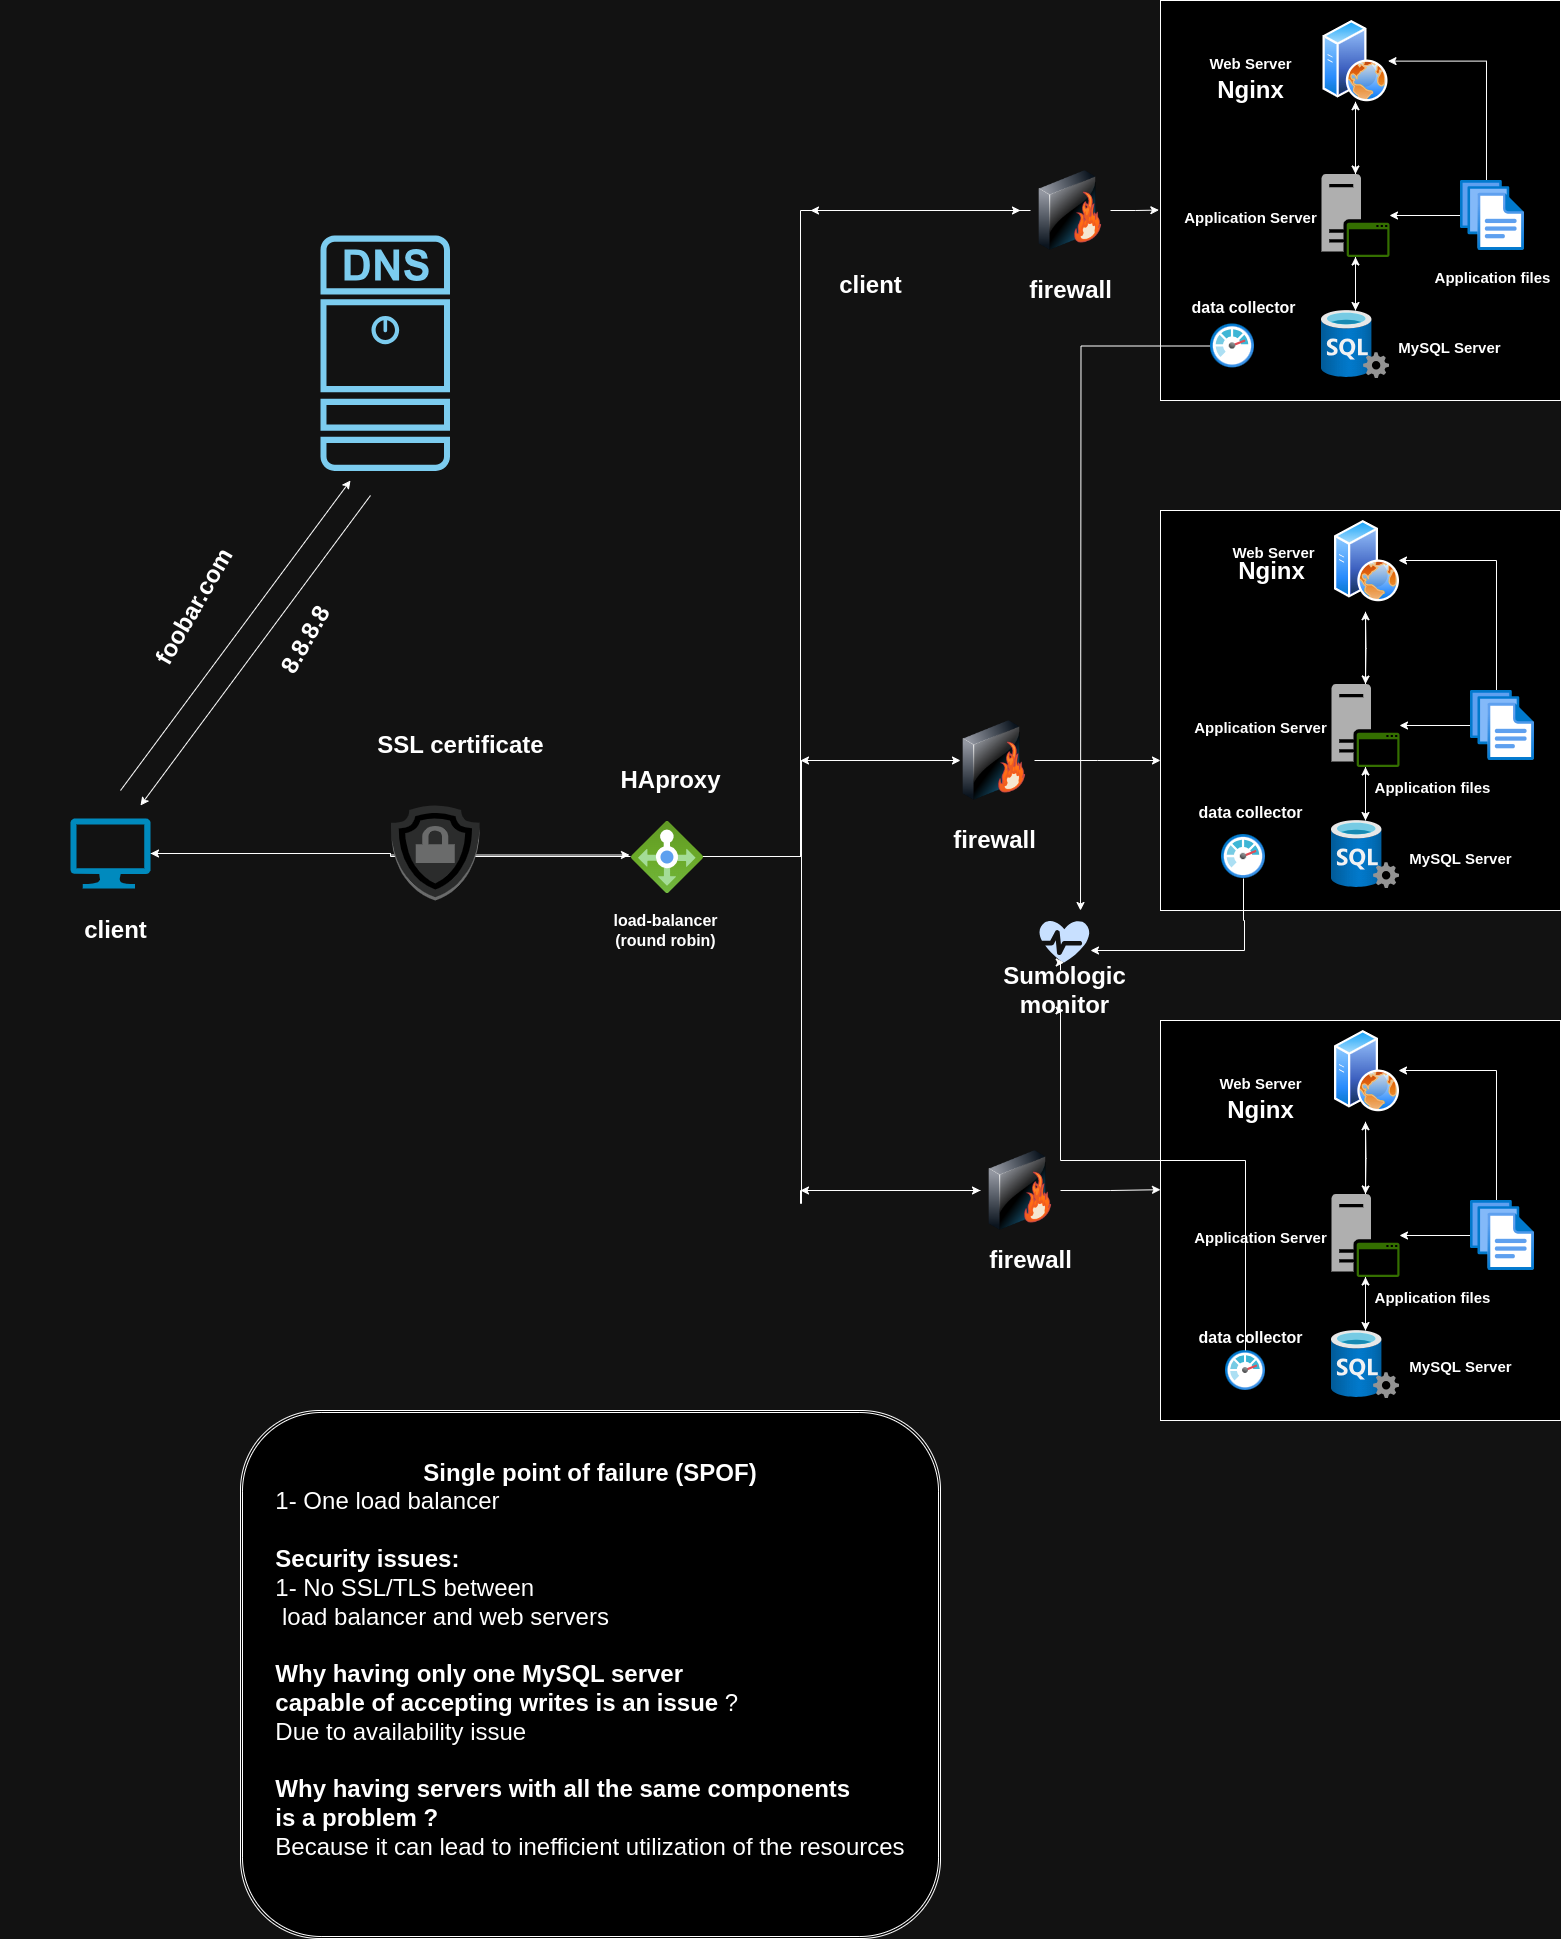 Web Server
Nginx
Application Server
Application files
data collector
SQL
MySQL Server
DNS
client
firewall
foobar.com
8.8.8.8
SSL certificate
HAproxy
load-balancer
(round robin)
client
firewall
Web Server
Nginx
Application Server
Application files
data collector
SQL
MySQL Server
Sumologic
monitor
Web Server
Nginx
Application Server
Application files
data collector
SQL
MySQL Server
firewall
Single point of failure (SPOF)
1- One load balancer
Security issues:
1- No SSL/TLS between
load balancer and web servers
Why having only one MySQL server
capable of accepting writes is an issue ?
Due to availability issue
Why having servers with all the same components
is a problem ?
Because it can lead to inefficient utilization of the resources